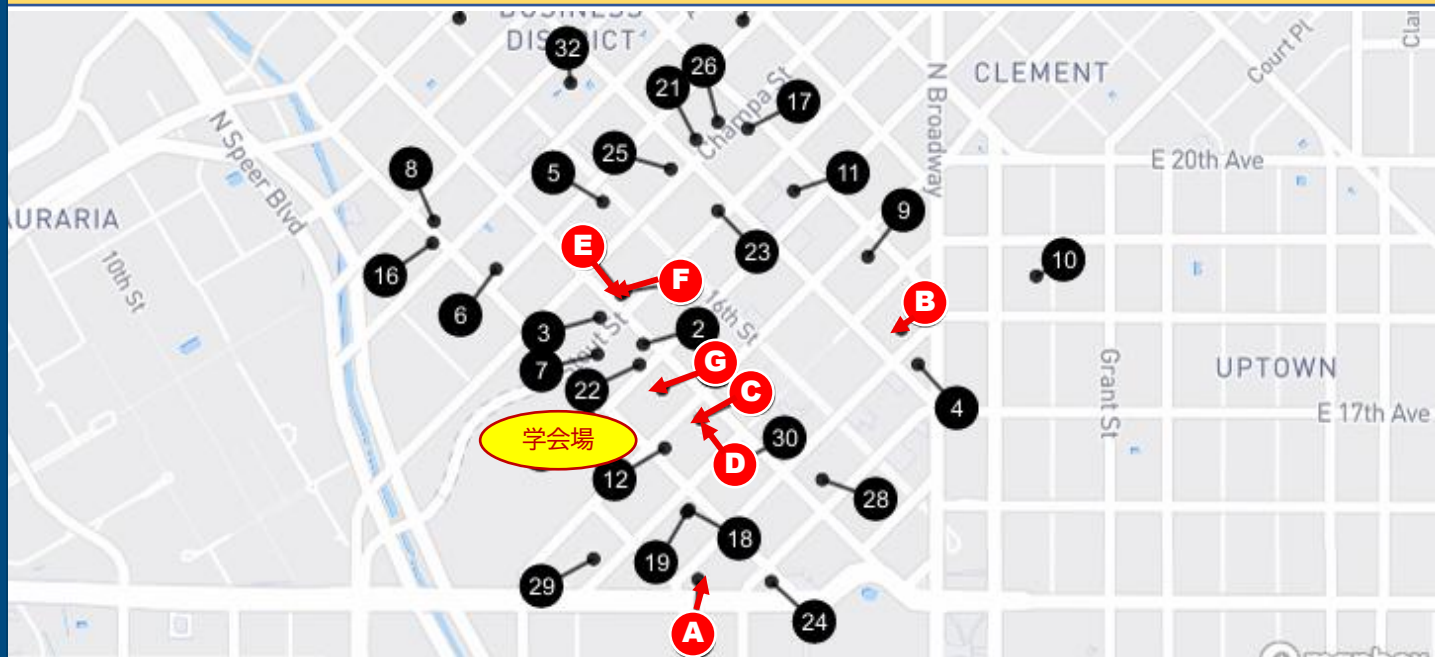 DISTRICT
32
CLEMENT
Court Pl
N Broadway
26
21
17
Champa St
N Speer Blvd
25
E 20th Ave
8
5
11
9
AURARIA
E
23
10
10th St
16
F
B
6
16th St
3
2
7
G
Grant St
UPTOWN
22
C
4
E 17th Ave
学会場
30
D
12
28
18
19
29
24
A